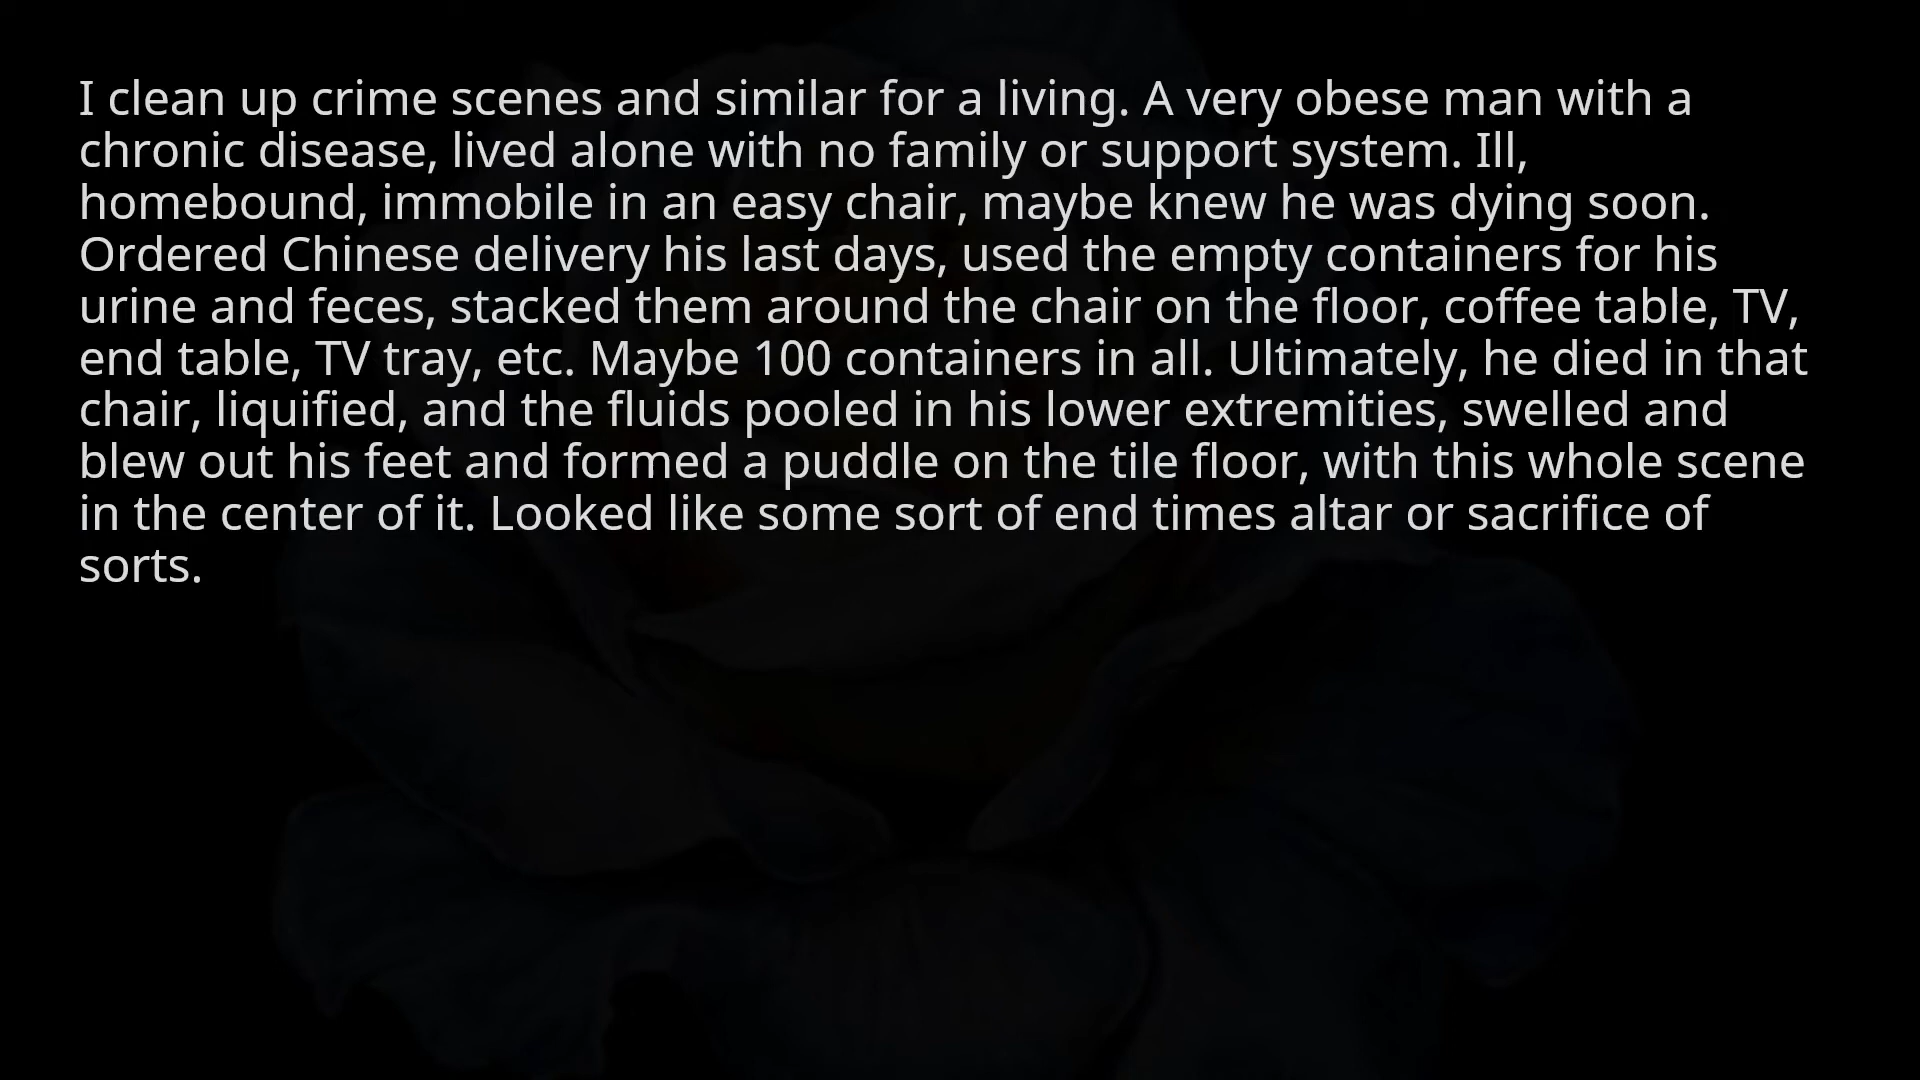 I clean up crime scenes and similar for a living. A very obese man with a
chronic disease, lived alone with no family or support system. Ill,
homebound, immobile in an easy chair, maybe knew he was dying soon.
Ordered Chinese delivery his last days, used the empty containers for his
urine and feces, stacked them around the chair on the floor, coffee table, TV,
end table, TV tray, etc. Maybe 100 containers in all. Ultimately, he died in that
chair, liquified, and the fluids pooled in his lower extremities, swelled and
blew out his feet and formed a puddle on the tile floor, with this whole scene
in the center of it. Looked like some sort of end times altar or sacrifice of
sorts.